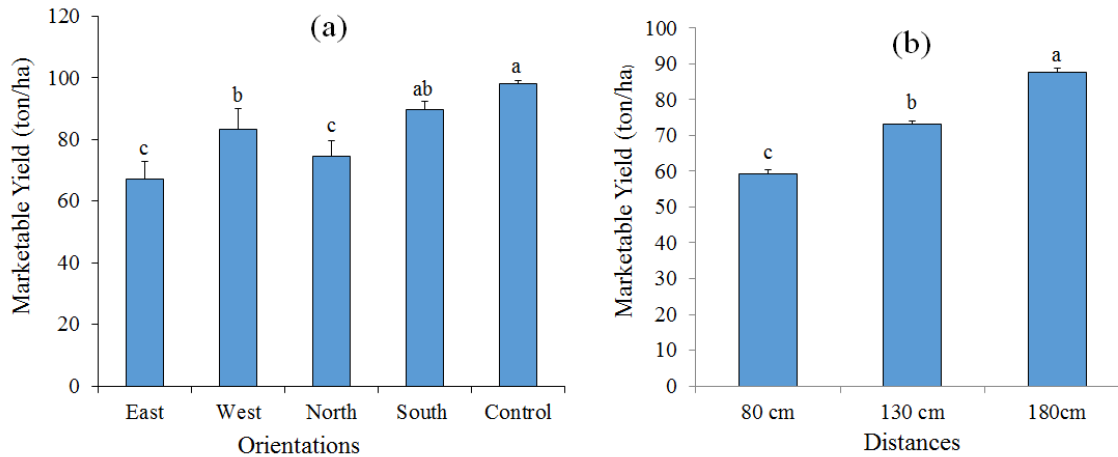 (a)
Marketable Yield (ton/ha)
120
100
80
60
40
20
0
c
b
c
ab
a
East West North South Control
Orientations
(b)
Marketable Yield (ton/ha)
100
90
80
70
60
50
40
30
20
10
0
c
b
a
80 cm 130 cm 180cm
Distances